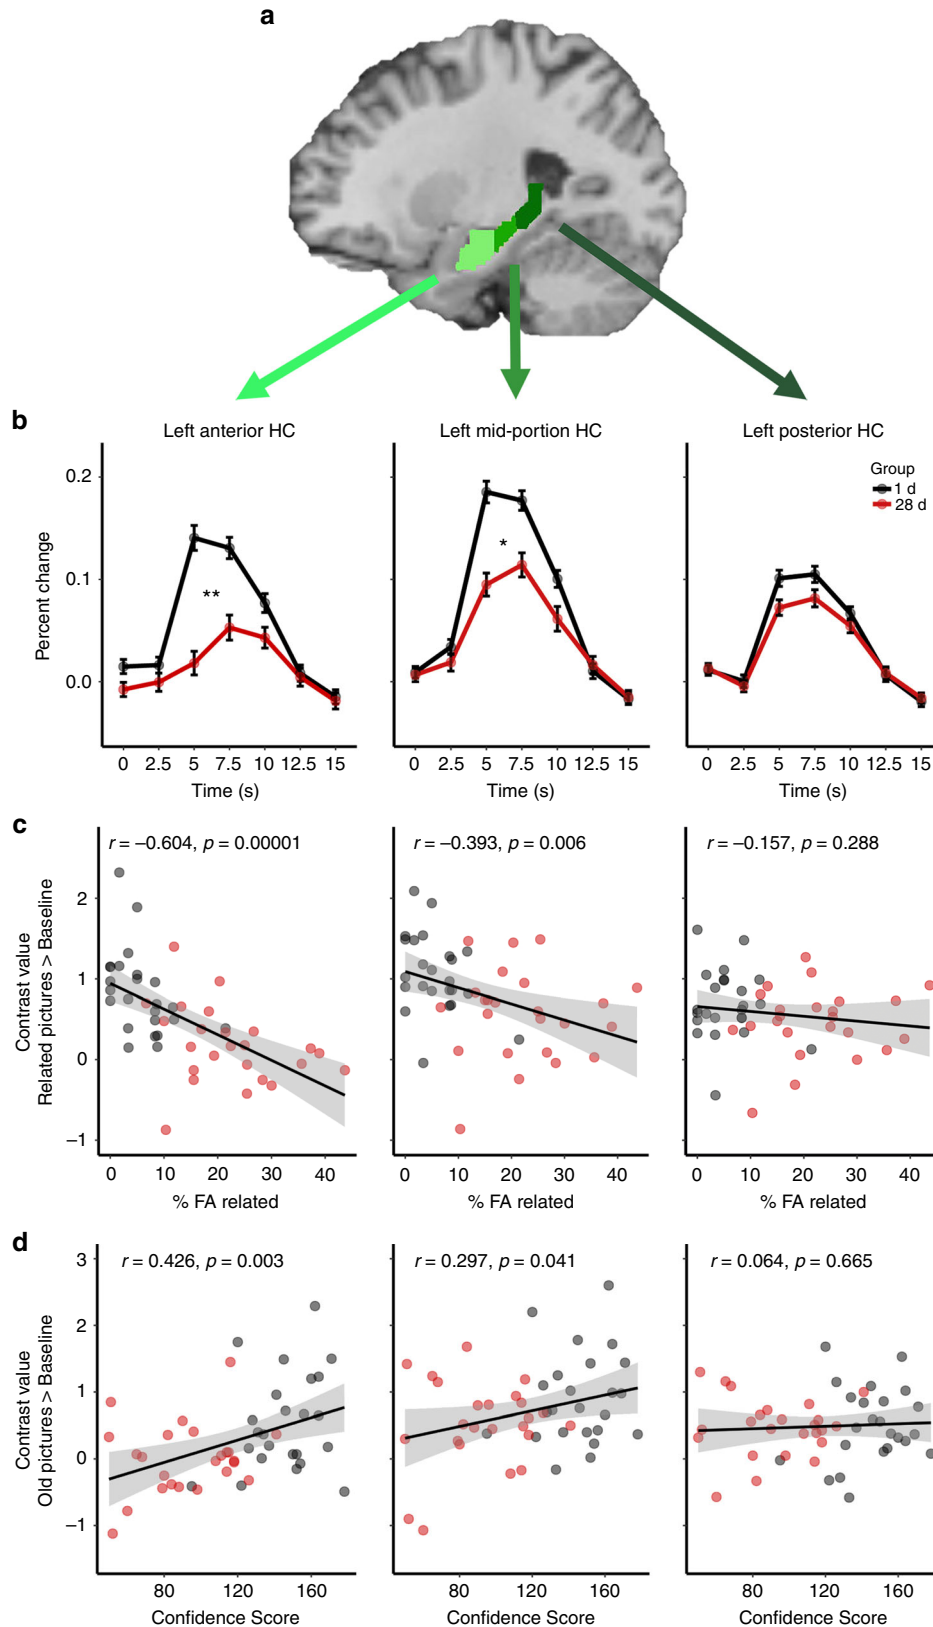 a
b
Left anterior HC
Left mid-portion HC
Left posterior HC
Group
1 d
28 d
Percent change
0.2
0.1
0.0
* *
*
0 2.5 5 7.5 10 12.5 15
0 2.5 5 7.5 10 12.5 15
0 2.5 5 7.5 10 12.5 15
Time (s)
Time (s)
Time (s)
c
r = –0.604, p = 0.00001
r = –0.393, p = 0.006
r = –0.157, p = 0.288
Contrast value
Related pictures > Baseline
2
1
0
–1
0 10 20 30 40
0 10 20 30 40
0 10 20 30 40
% FA related
% FA related
% FA related
d
r = 0.426, p = 0.003
r = 0.297, p = 0.041
r = 0.064, p = 0.665
Contrast value
Old pictures > Baseline
3
2
1
0
–1
80 120 160
80 120 160
80 120 160
Confidence Score
Confidence Score
Confidence Score